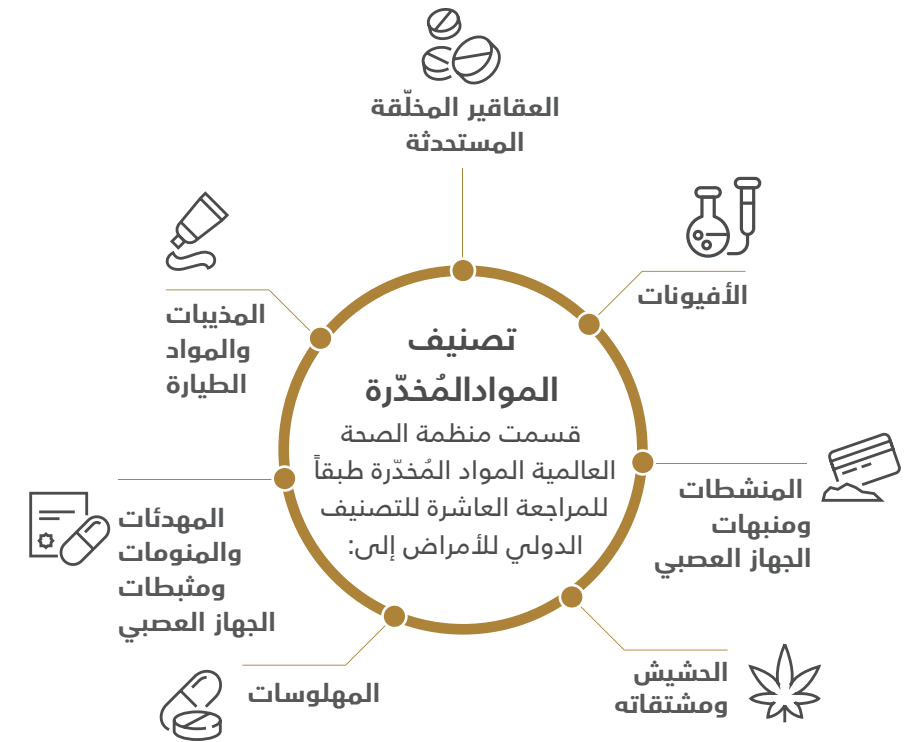 العقاقير المخلّقة
المستحدثة
الأفيونات
المذيبات
والمواد
الطيارة
تصنيف
الموادالمُخدّرة
قسمت منظمة الصحة
العالمية المواد المُخدّرة طبقاً
للمراجعة العاشرة للتصنيف
الدولي للأمراض إلى:
المنشطات
ومنبهات
الجهاز العصبي
المهدئات
والمنومات
ومثبطات
الجهاز العصبي
الحشيش
ومشتقاته
المهلوسات